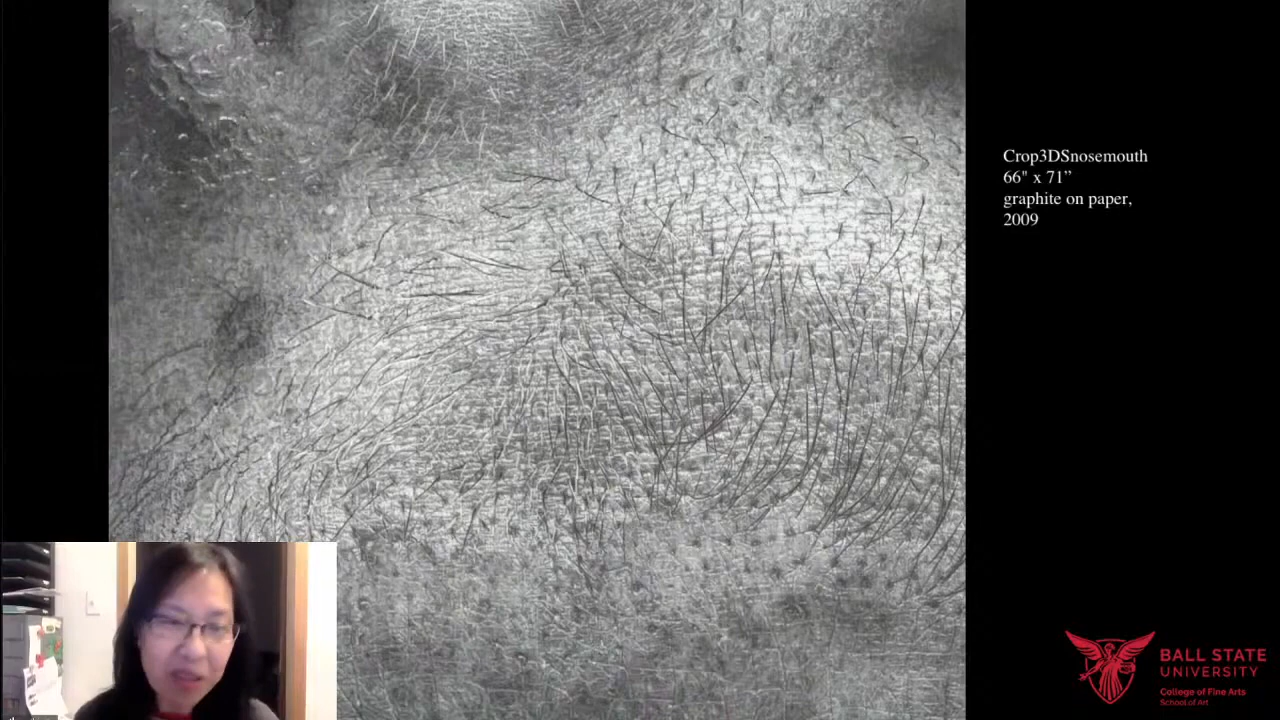 Crop3DSnosemouth
66" x 71”
graphite on paper,
2009
BALL STATE
UNIVERSITY
College of Fine Arts
School of Art